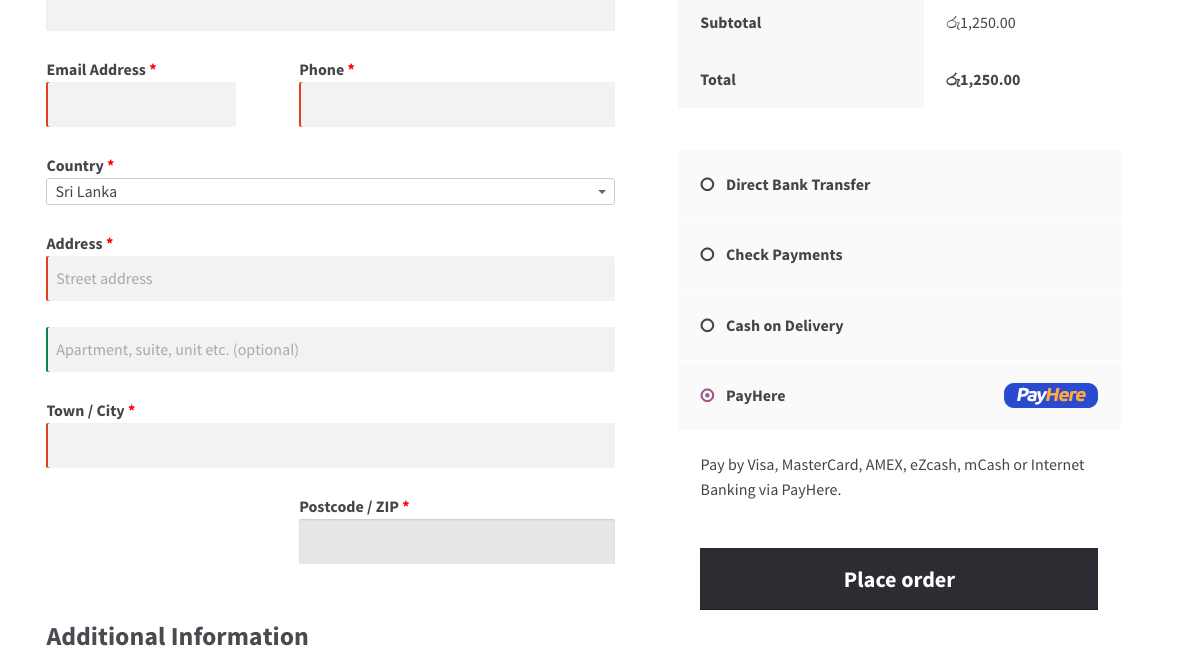 Email Address *
Phone *
Country *
Sri Lanka
Address *
Street address
Apartment, suite, unit etc. (optional)
Town / City *
Postcode / ZIP *
Additional Information
Subtotal
රු1,250.00
Total
රු1,250.00
Direct Bank Transfer
Check Payments
Cash on Delivery
PayHere
PayHere
Pay by Visa, MasterCard, AMEX, eZcash, mCash or Internet
Banking via PayHere.
Place order